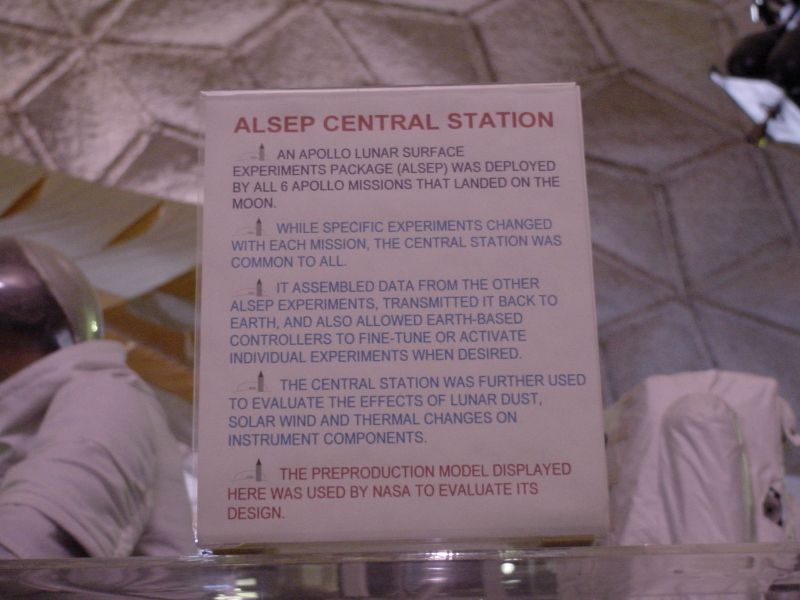 ALSEP CENTRAL STATION
AN APOLLO LUNAR SURFACE
EXPERIMENTS PACKAGE (ALSEP) WAS DEPLOYED
BY ALL 6 APOLLO MISSIONS THAT LANDED ON THE
MOON.
WHILE SPECIFIC EXPERIMENTS CHANGED
WITH EACH MISSION, THE CENTRAL STATION WAS
COMMON TO ALL.
IT ASSEMBLED DATA FROM THE OTHER
ALSEP EXPERIMENTS, TRANSMITTED IT BACK TO
EARTH, AND ALSO ALLOWED EARTH-BASED
CONTROLLERS TO FINE-TUNE OR ACTIVATE
INDIVIDUAL EXPERIMENTS WHEN DESIRED.
THE CENTRAL STATION WAS FURTHER USED
TO EVALUATE THE EFFECTS OF LUNAR DUST,
SOLAR WIND AND THERMAL CHANGES ON
INSTRUMENT COMPONENTS.
THE PREPRODUCTION MODEL DISPLAYED
HERE WAS USED BY NASA TO EVALUATE ITS
DESIGN.